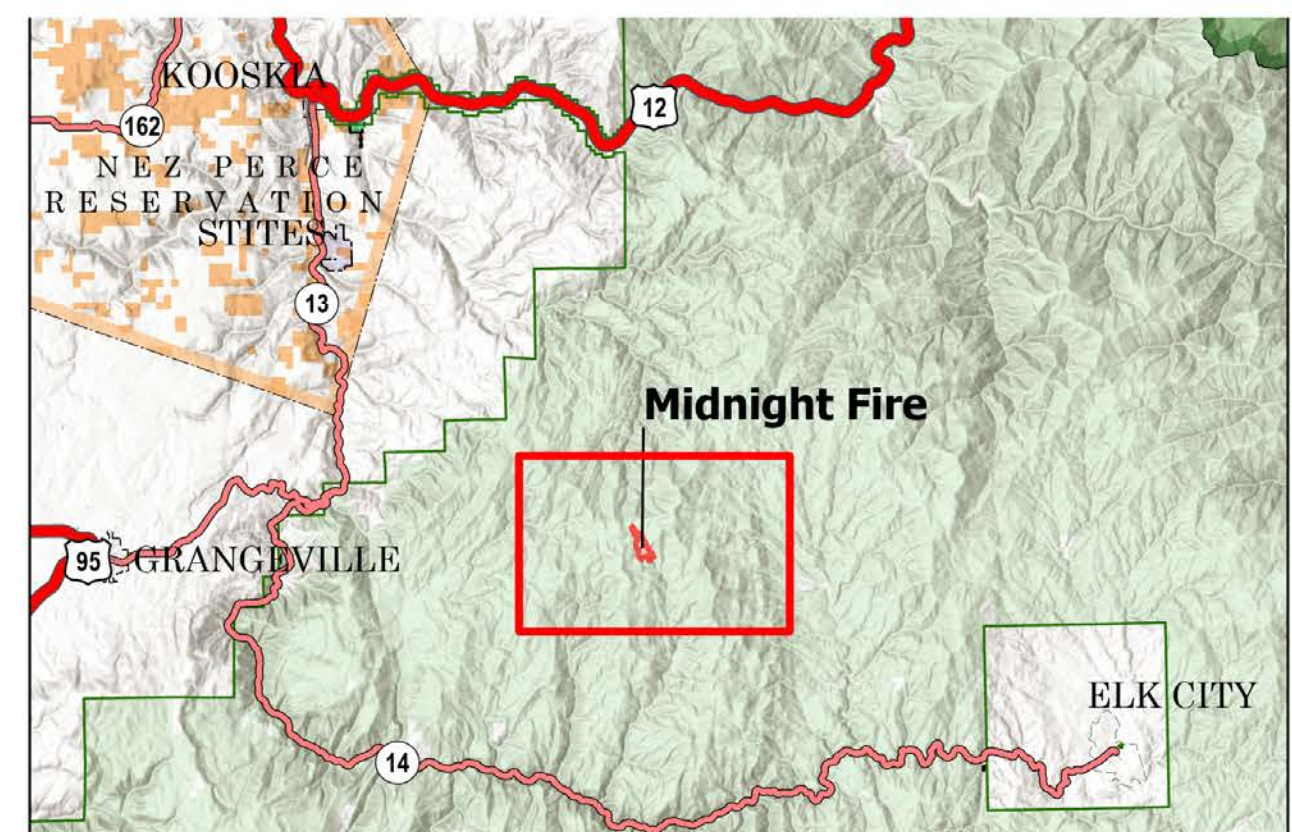 KOOSKIA
12
162
NEZ PERCE
RESERVATION
STITES
13
Midnight Fire
95
GRANGEVILLE
ELK CITY
14